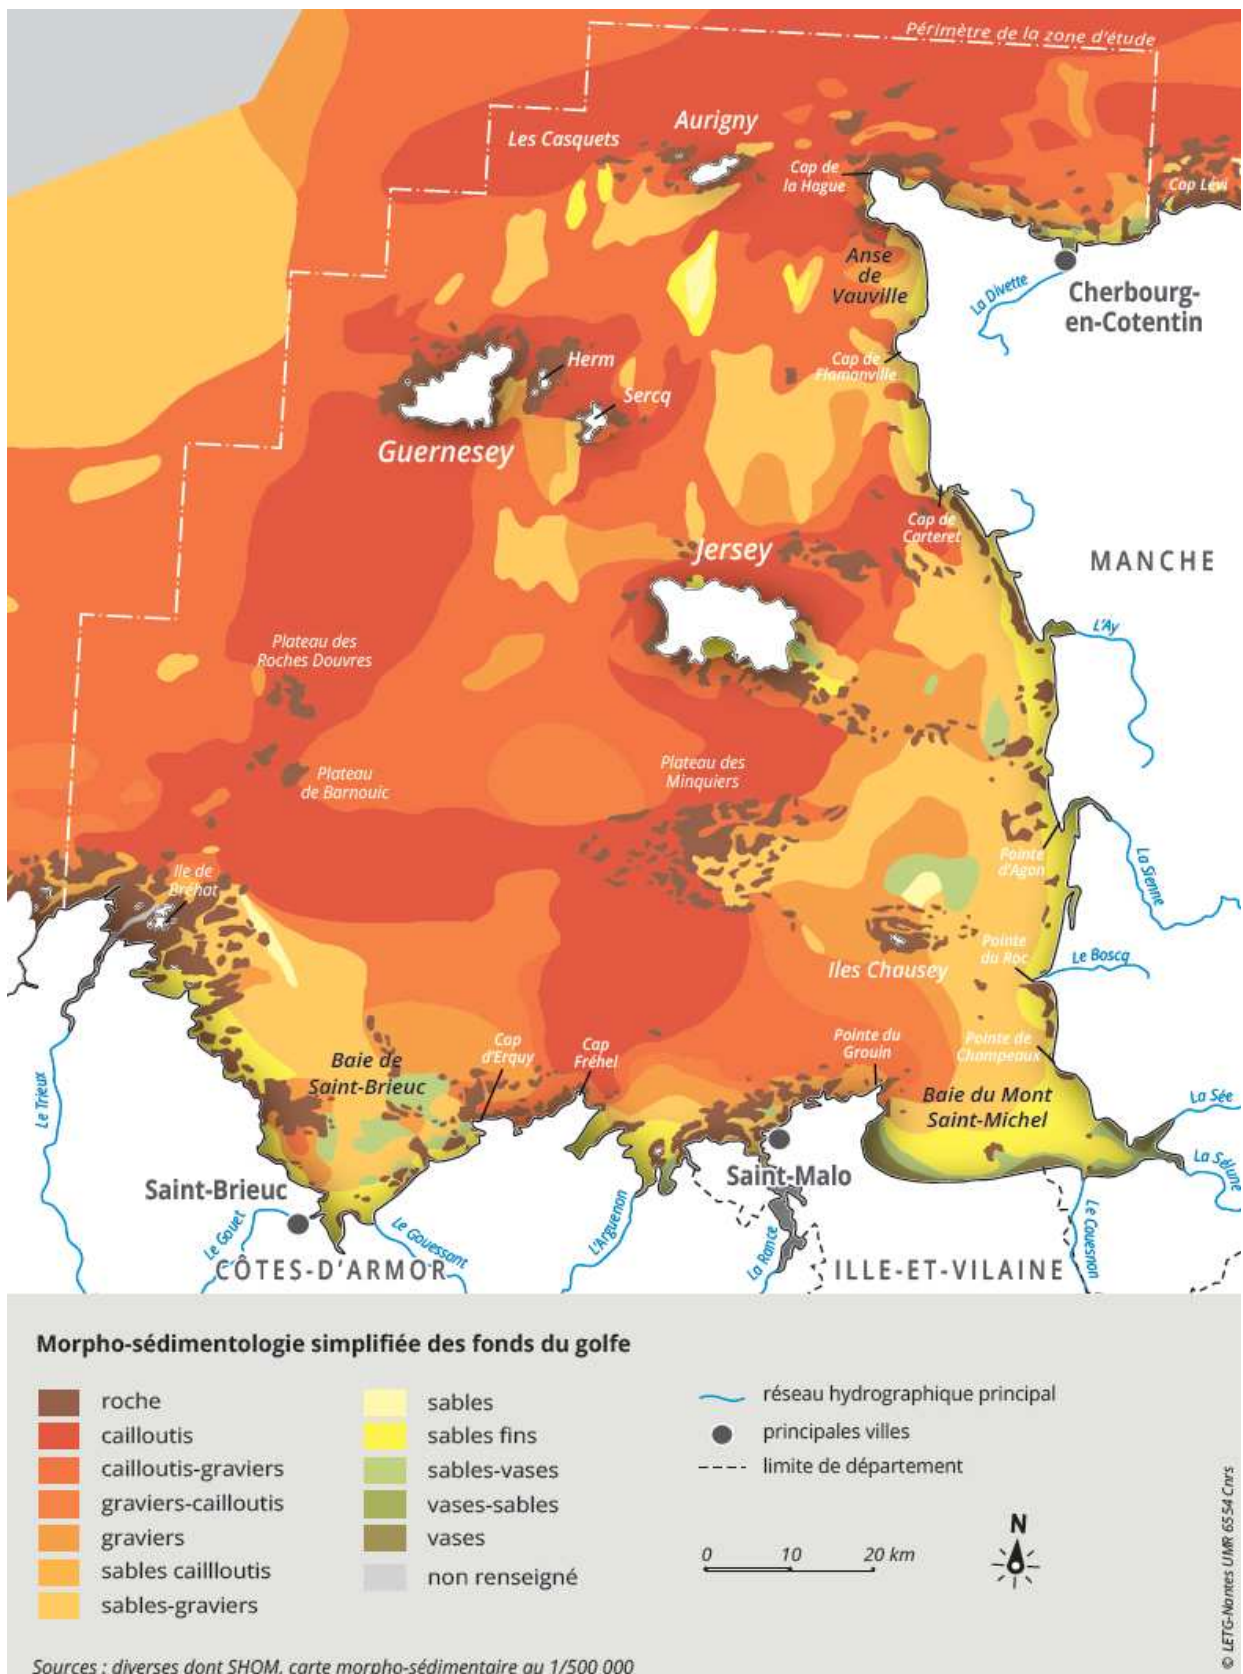 Périmètre de la zone d'étude
Aurigny
Les Casquets
Cap de
la Hague
Cap Lévi
Anse
de
Vauville
La Divette
Cherbourg-
en-Cotentin
Herm
Cap de
Flamanville
Sercq
Guernesey
Cap de
Carteret
Jersey
MANCHE
L'Ay
Plateau des
Roches Douvres
Plateau
de Barnouic
Plateau des
Minquiers
Pointe
d'Agon
La Sienne
Ile de
Bréhat
Pointe
du Roc
Le Boscq
Iles Chausey
Cap
d'Erquy
Cap
Fréhel
Pointe du
Grouin
Pointe de
Champeaux
Baie de
Saint-Brieuc
Le Trieux
Baie du Mont
Saint-Michel
La Sée
La Sélune
Saint-Brieuc
Saint-Malo
Le Gouet
Le Gouessant
L'Arguenon
La Rance
Le Couesnon
CÔTES-D'ARMOR
ILLE-ET-VILAINE
Morpho-sédimentologie simplifiée des fonds du golfe
roche
cailloutis
cailloutis-graviers
graviers-cailloutis
graviers
sables caillloutis
sables-graviers
sables
sables fins
sables-vases
vases-sables
vases
non renseigné
réseau hydrographique principal
principales villes
limite de département
0 10 20 km
N
© LETG-Nantes UMR 6554 Cnrs
Sources : diverses dont SHOM, carte morpho-sédimentaire au 1/500 000